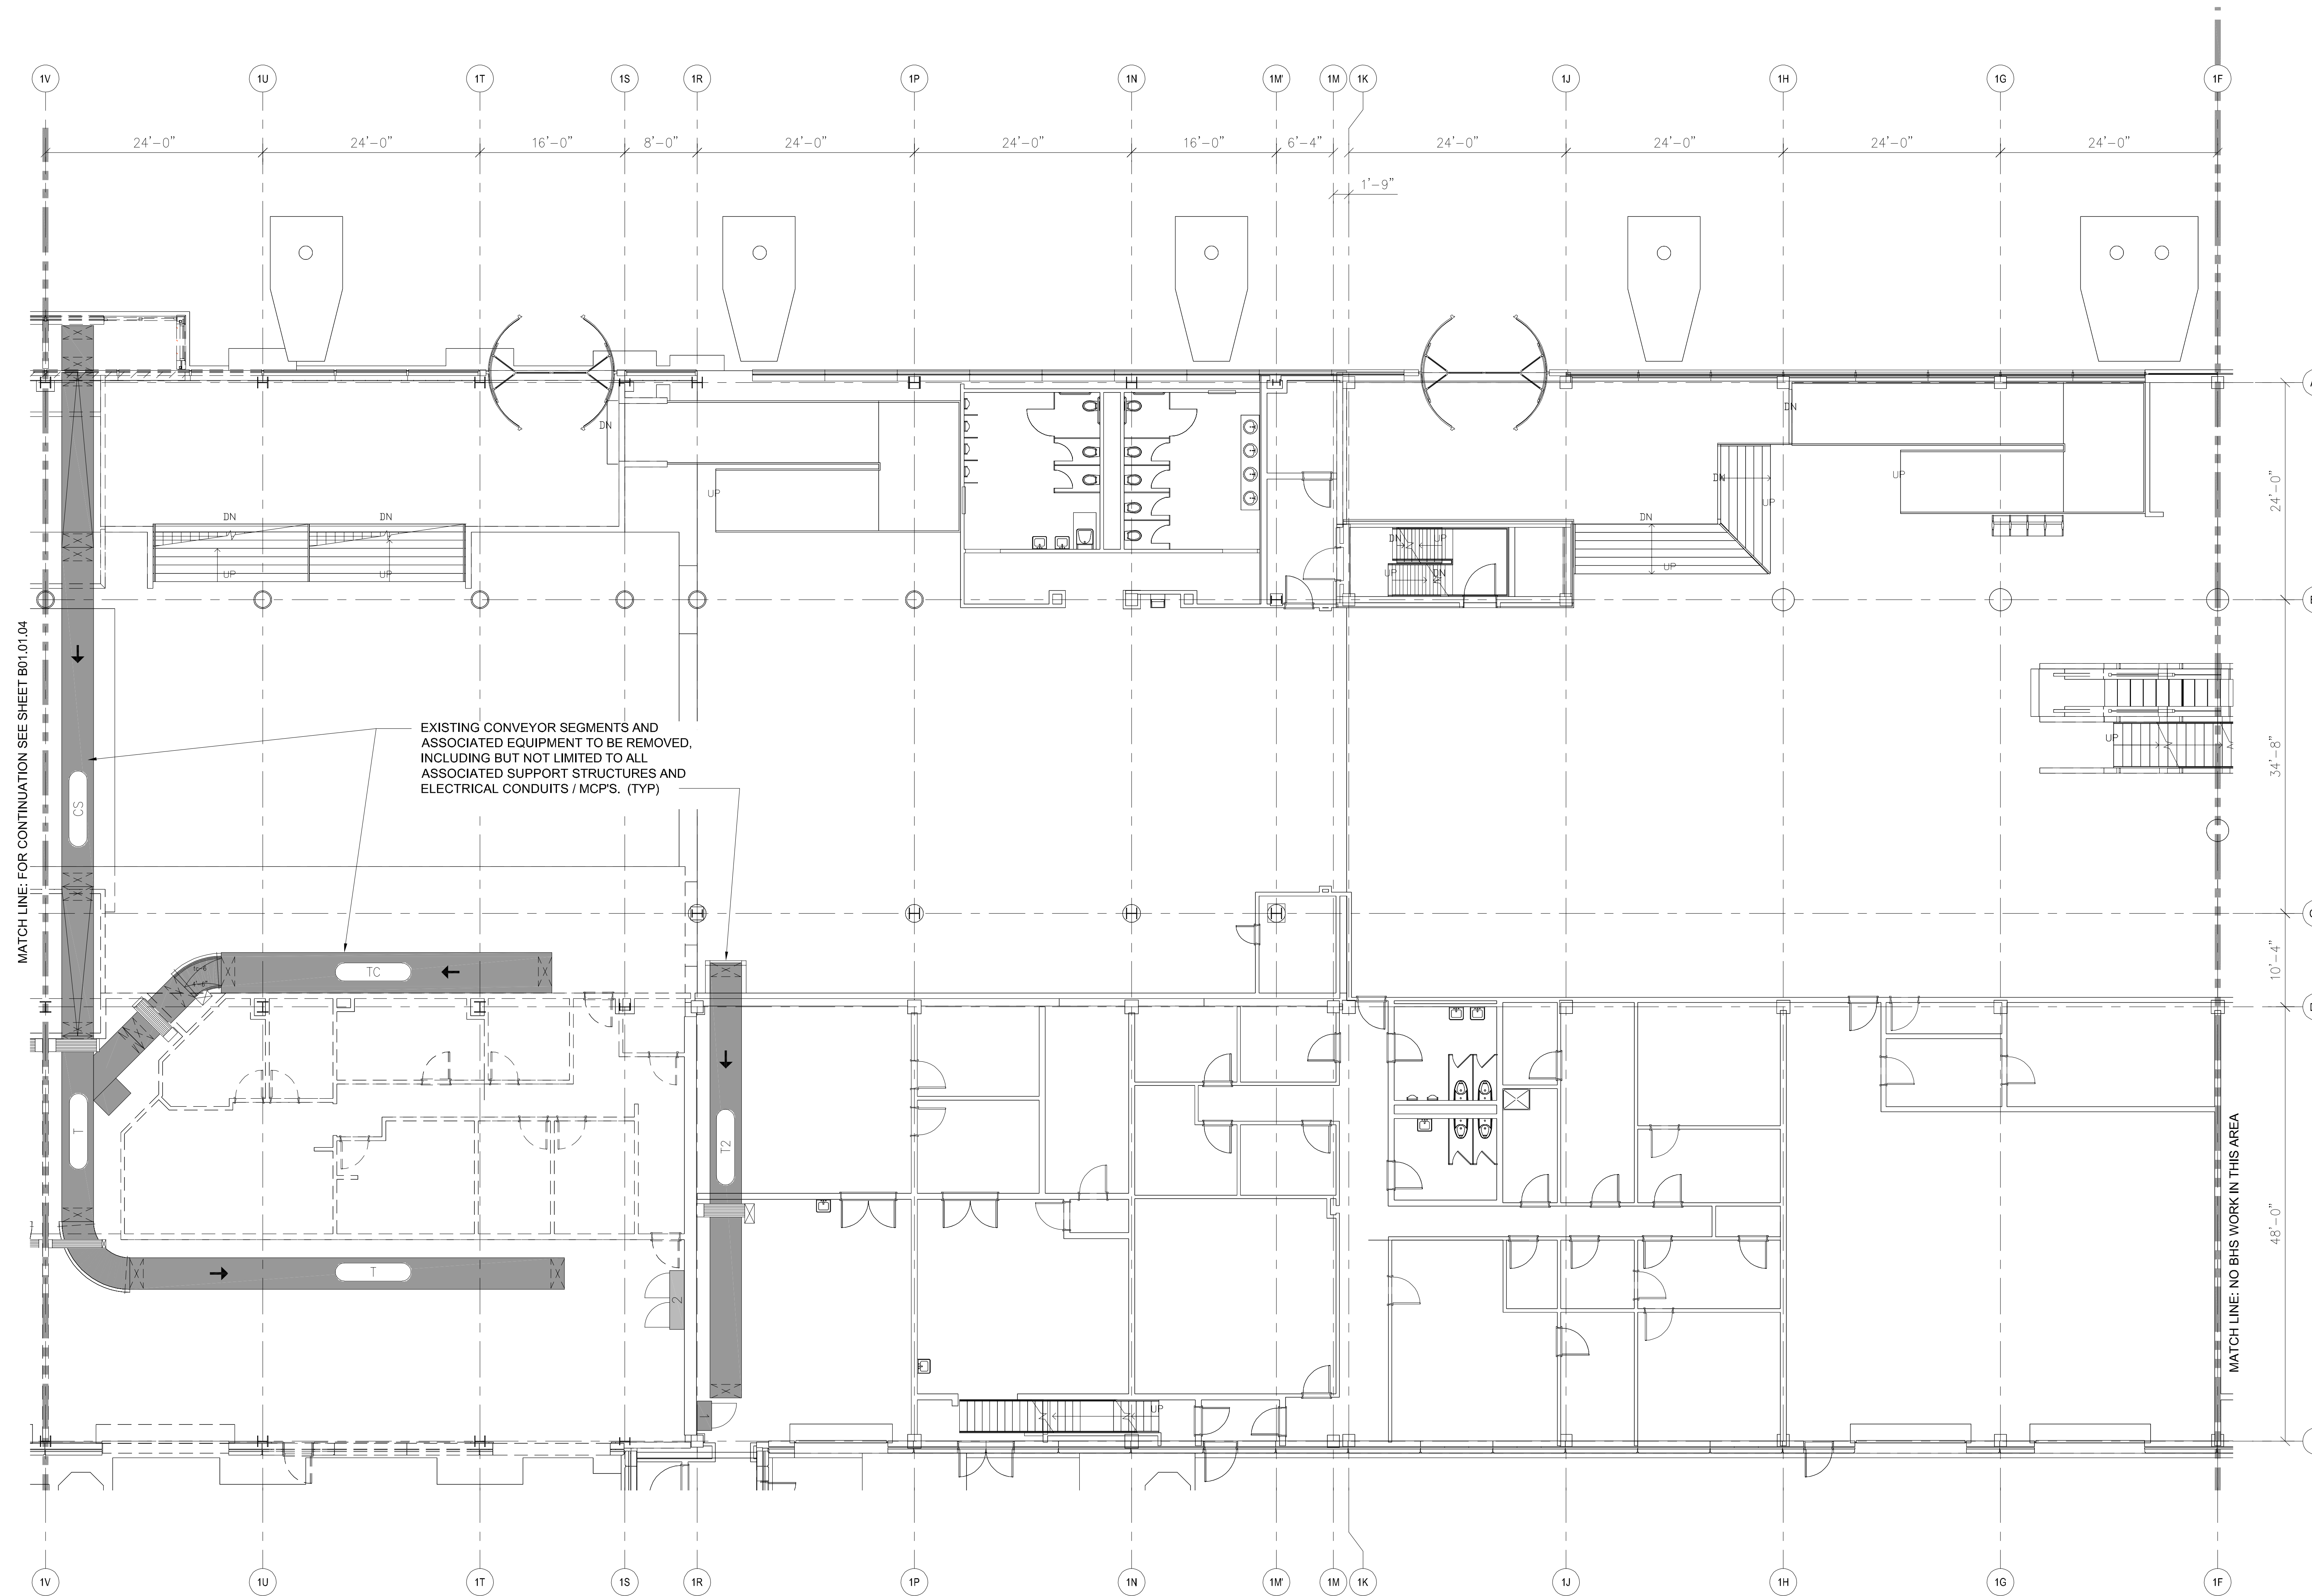 1V 1U 1T 1S 1R 1P 1N 1M' 1M 1K 1J 1H 1G 1F
24'-0" 24'-0" 16'-0" 8'-0" 24'-0" 24'-0" 16'-0" 6'-4" 24'-0" 24'-0" 24'-0" 24'-0"
1'-9"
DN
DN
UP
UP
DN
DN
UP
UP
24'-0"
DN
DN
DN
UP
UP
DN
UP
DN
UP
MATCH LINE: FOR CONTINUATION SEE SHEET B01.01.04
EXISTING CONVEYOR SEGMENTS AND
ASSOCIATED EQUIPMENT TO BE REMOVED,
INCLUDING BUT NOT LIMITED TO ALL
ASSOCIATED SUPPORT STRUCTURES AND
ELECTRICAL CONDUITS / MCP'S. (TYP)
UP
34'-8"
CS
TC
10'-4"
T
T2
T
2
1
UP
48'-0"
MATCH LINE: NO BHS WORK IN THIS AREA
1V 1U 1T 1S 1R 1P 1N 1M' 1M 1K 1J 1H 1G 1F